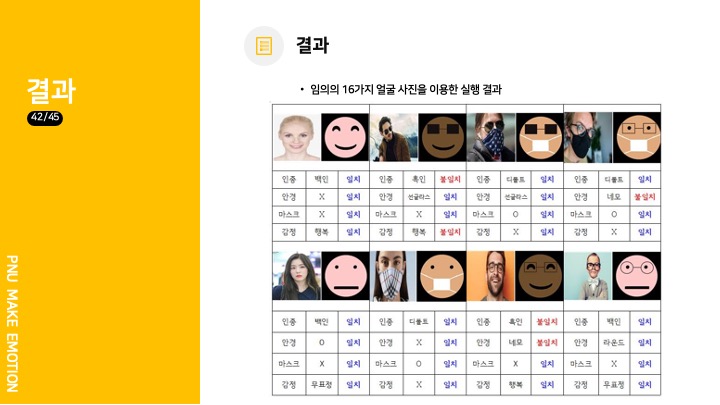 결과
42/45
PNU MAKE EMOTION
결과
• 임의의 16가지 얼굴 사진을 이용한 실행 결과
인종 백인 일치 인종 흑인 불일치 인종 디폴트 일치 인종 디폴트 일치
안경 X 일치 안경 선글라스 일치 안경 선글라스 일치 안경 네모 불일치
마스크 X 일치 마스크 X 일치 마스크 O 일치 마스크 O 일치
감정 행복 일치 감정 행복 불일치 감정 X 일치 감정 X 일치
인종 백인 일치 인종 디폴트 일치 인종 흑인 불일치 인종 백인 일치
안경 O 일치 안경 X 일치 안경 네모 불일치 안경 라운드 일치
마스크 X 일치 마스크 O 일치 마스크 X 일치 마스크 X 일치
감정 무표정 일치 감정 X 일치 감정 행복 일치 감정 무표정 일치